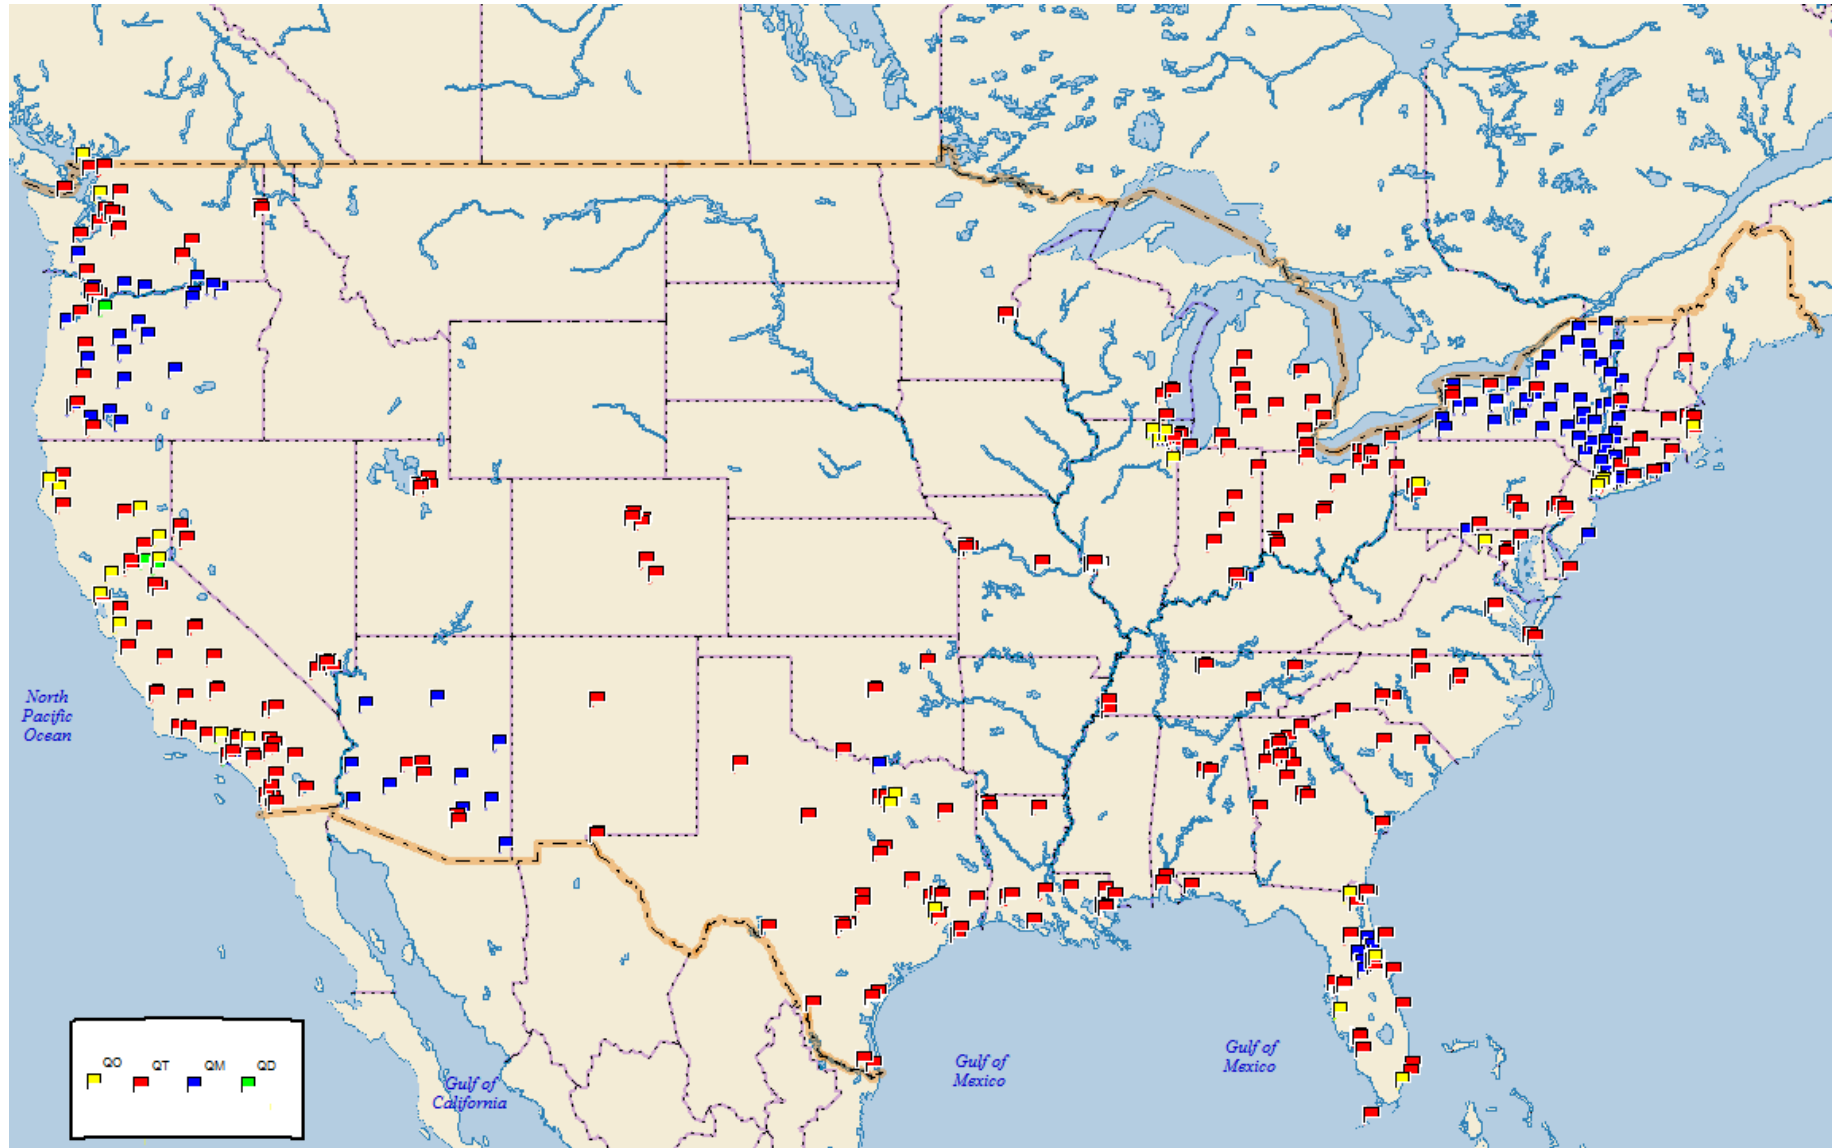 North
Pacific
Ocean
Gulf of
California
Gulf of
Mexico
Gulf of
Mexico
QO QT QM QD